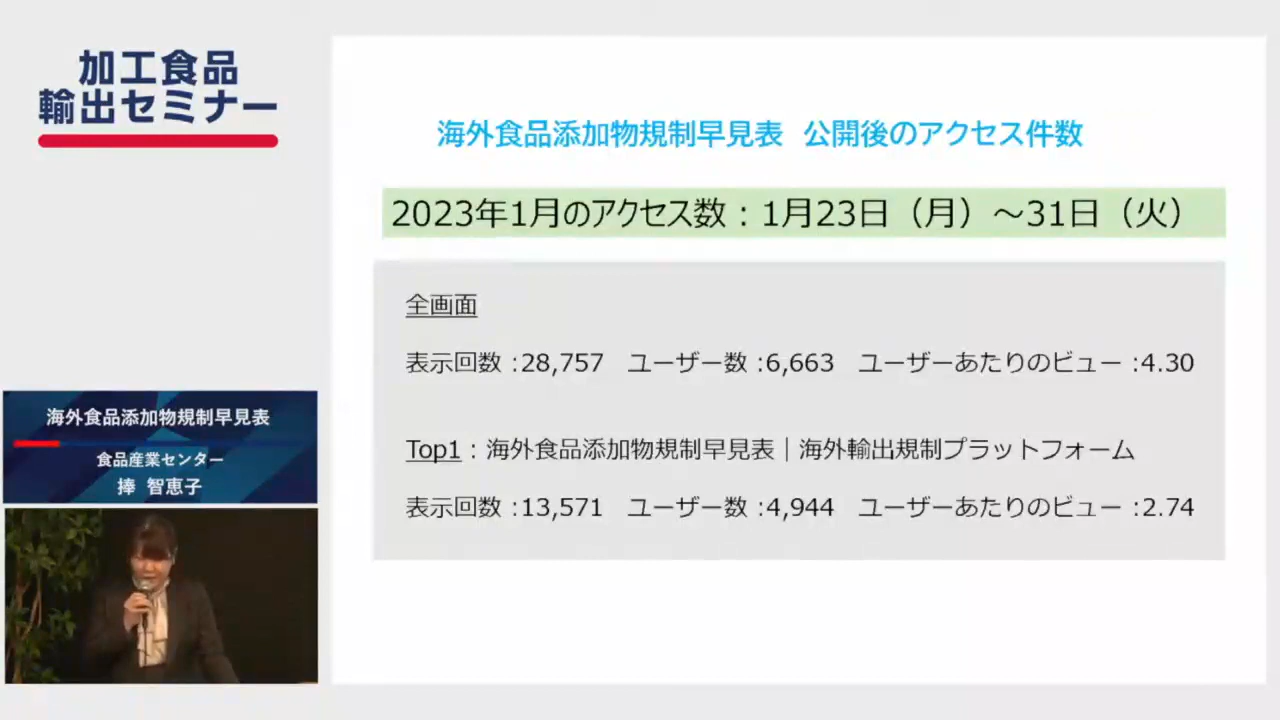 加工食品
輸出セミナー
海外食品添加物規制早見表 公開後のアクセス件数
2023年1月のアクセス数：1月23日（月）～31日（火）
全画面
表示回数 :28,757 ユーザー数 :6,663 ユーザーあたりのビュー :4.30
Top1：海外食品添加物規制早見表｜海外輸出規制プラットフォーム
表示回数 :13,571 ユーザー数 :4,944 ユーザーあたりのビュー :2.74
海外食品添加物規制早見表
食品産業センター
捧 智恵子